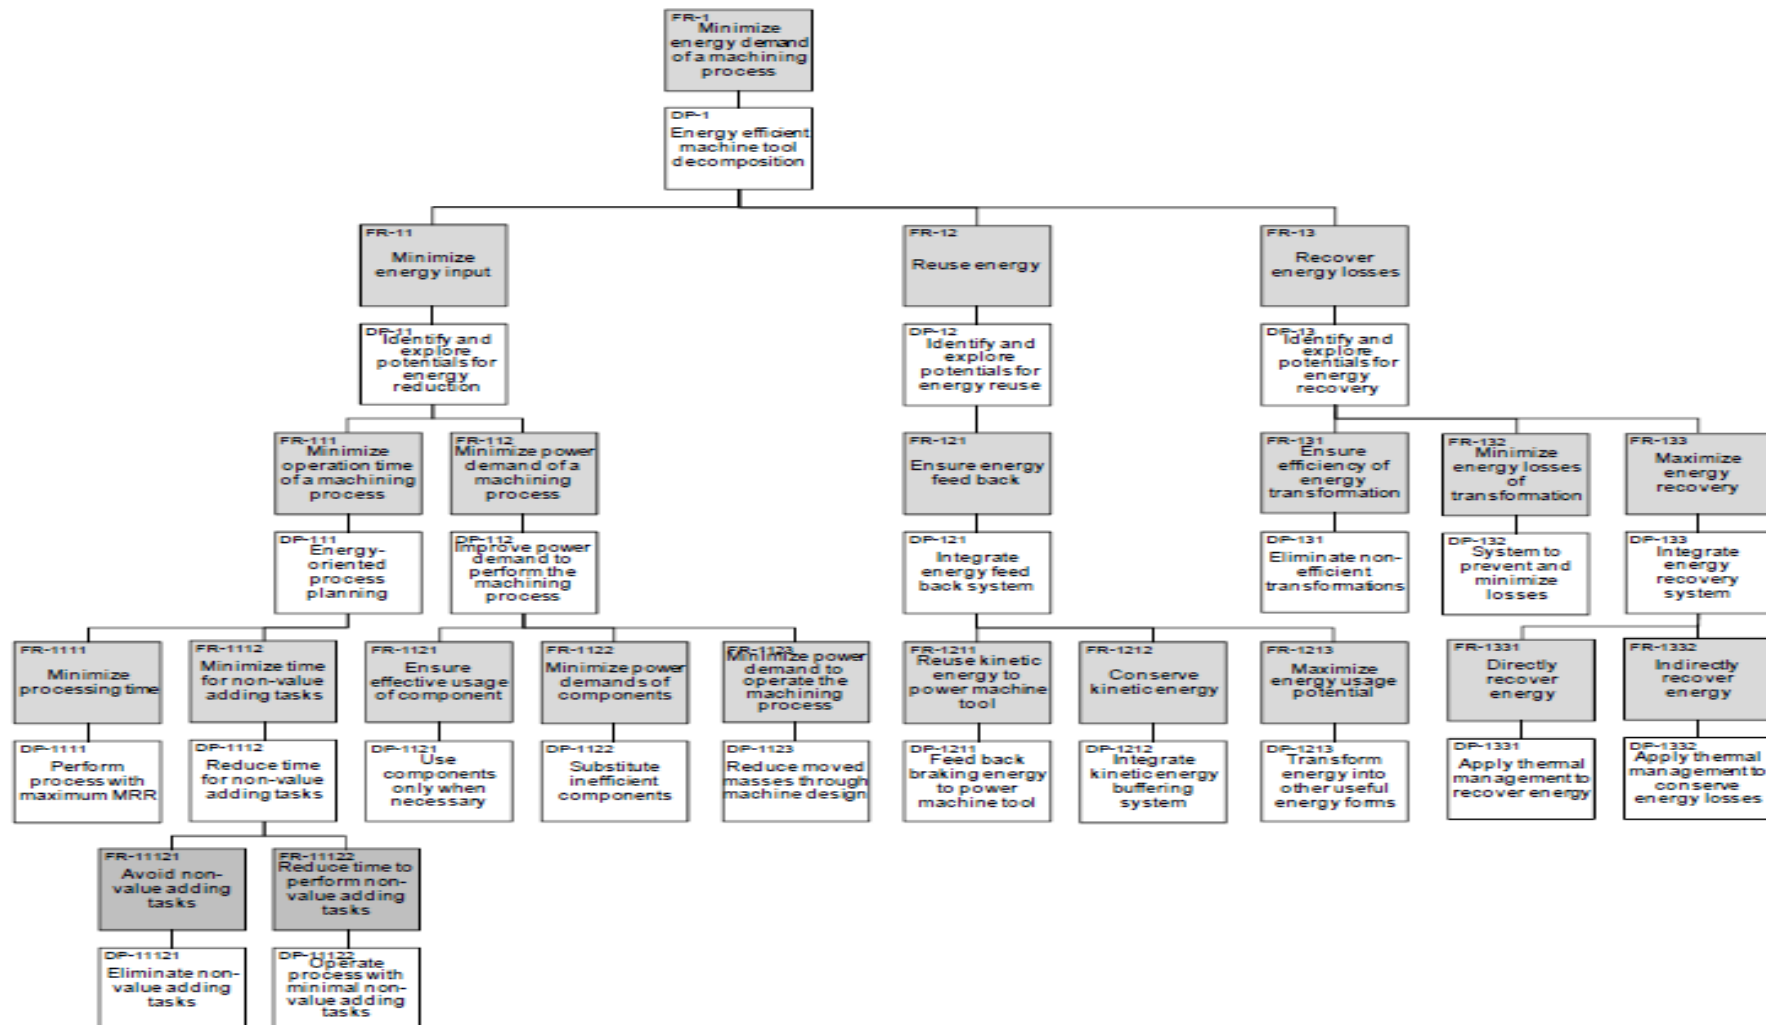 FR-1
Minimize
energy demand
of a machining
process
DP-1
Energy efficient
machine tool
decomposition
FR-11
Minimize
energy input
FR-12
Reuse energy
FR-13
Recover
energy losses
DP-11
Identify and
explore
potentials for
energy
reduction
DP-12
Identify and
explore
potentials for
energy reuse
DP-13
Identify and
explore
potentials for
energy
recovery
FR-111
Minimize
operation time
of a machining
process
FR-112
Minimize power
demand of a
machining
process
FR-121
Ensure energy
feed back
FR-131
Ensure
efficiency of
energy
transformation
FR-132
Minimize
energy losses
of
transformation
FR-133
Maximize
energy
recovery
DP-111
Energy-
oriented
process
planning
DP-112
Improve power
demand to
perform the
machining
process
DP-121
Integrate
energy feed
back system
DP-131
Eliminate non-
efficient
transformations
DP-132
System to
prevent and
minimize
losses
DP-133
Integrate
energy
recovery
system
FR-1111
Minimize
processing time
FR-1112
Minimize time
for non-value
adding tasks
FR-1121
Ensure
effective usage
of component
FR-1122
Minimize power
demands of
components
FR-1123
Minimize power
demand to
operate the
machining
process
FR-1211
Reuse kinetic
energy to
power machine
tool
FR-1212
Conserve
kinetic energy
FR-1213
Maximize
energy usage
potential
FR-1331
Directly
recover
energy
FR-1332
Indirectly
recover
energy
DP-1111
Perform
process with
maximum MRR
DP-1112
Reduce time
for non-value
adding tasks
DP-1121
Use
components
only when
necessary
DP-1122
Substitute
inefficient
components
DP-1123
Reduce moved
masses through
machine design
DP-1211
Feed back
braking energy
to power
machine tool
DP-1212
Integrate
kinetic energy
buffering
system
DP-1213
Transform
energy into
other useful
energy forms
DP-1331
Apply thermal
management to
recover energy
DP-1332
Apply thermal
management to
conserve
energy losses
FR-11121
Avoid non-
value adding
tasks
FR-11122
Reduce time to
perform non-
value adding
tasks
DP-11121
Eliminate non-
value adding
tasks
DP-11122
Operate
process with
minimal non-
value adding
tasks